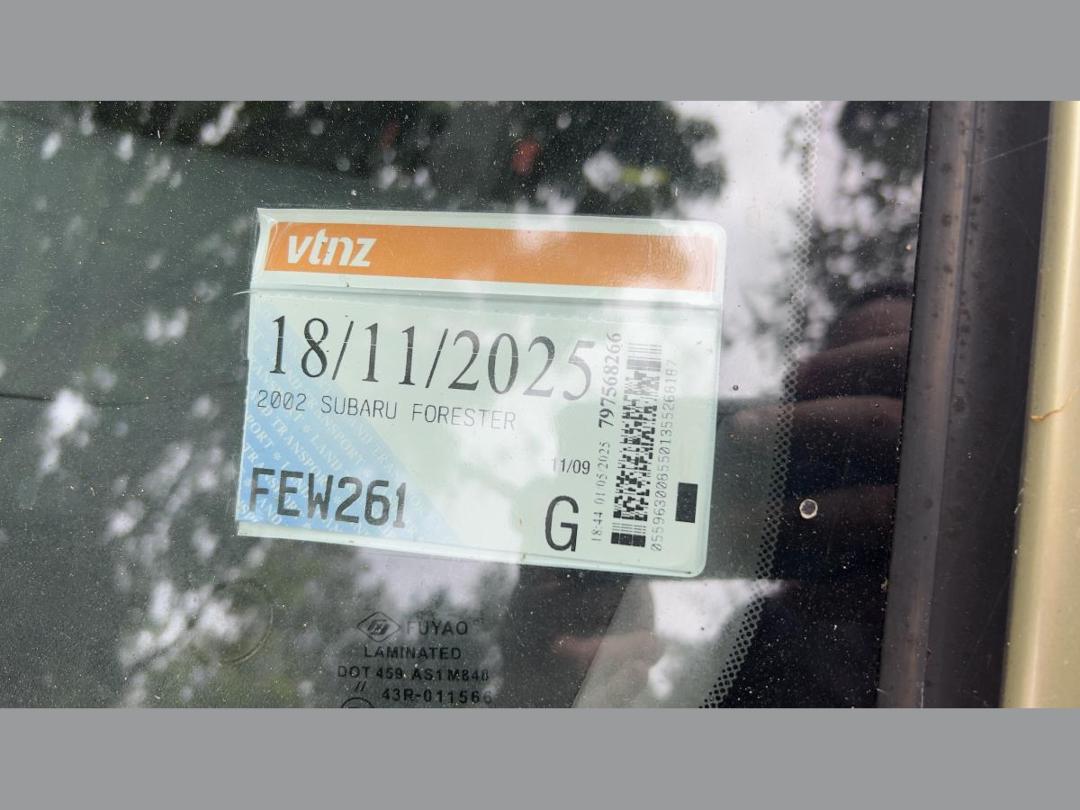 vtnz
18/11/2025
2002 SUBARU FORESTER
FEW261
11/09
G
18:44 01/05/2025 797568266
FUYAO
LAMINATED
DOT 459 AS1 M840
// 43R-011566